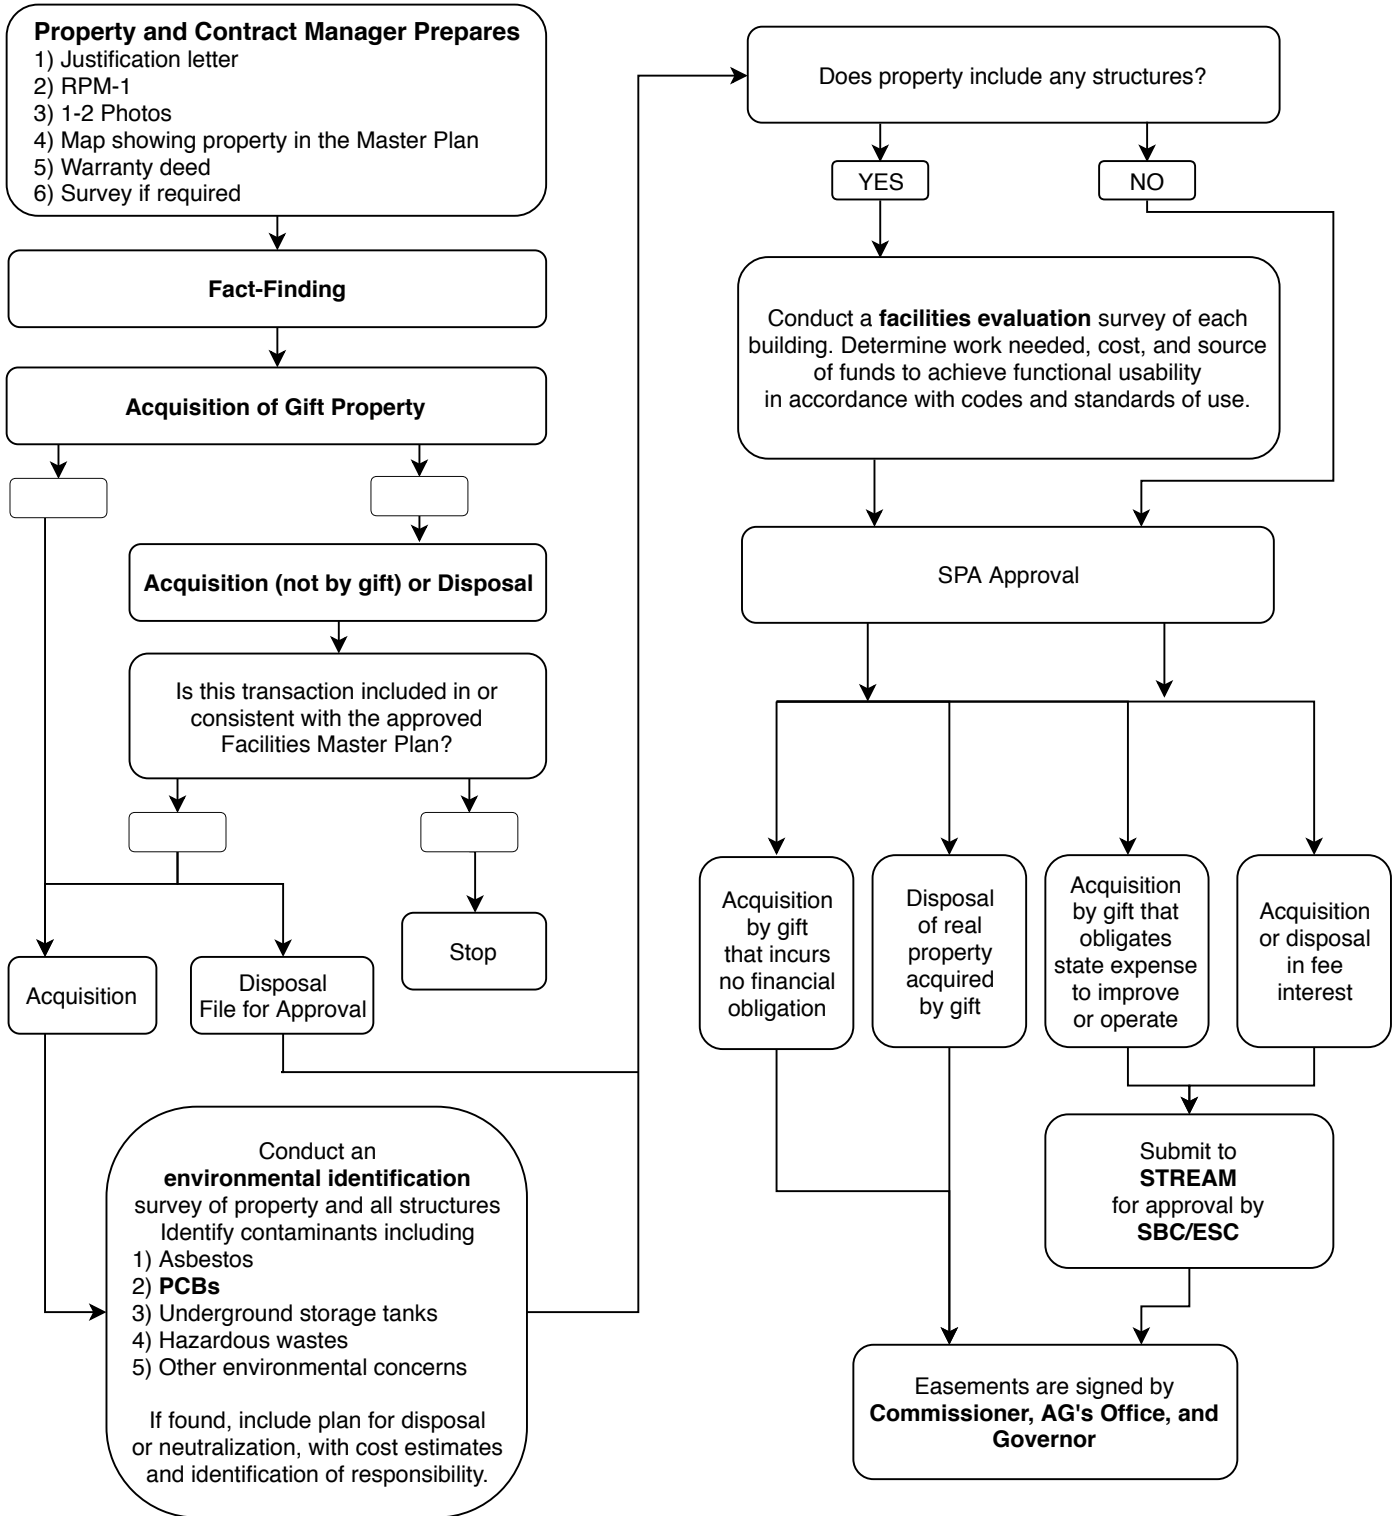 Property and Contract Manager Prepares
1) Justification letter
2) RPM-1
3) 1-2 Photos
4) Map showing property in the Master Plan
5) Warranty deed
6) Survey if required
Fact-Finding
Acquisition of Gift Property
Acquisition (not by gift) or Disposal
Is this transaction included in or
consistent with the approved
Facilities Master Plan?
Stop
Acquisition
Disposal
File for Approval
Conduct an
environmental identification
survey of property and all structures
Identify contaminants including
1) Asbestos
2) PCBs
3) Underground storage tanks
4) Hazardous wastes
5) Other environmental concerns
If found, include plan for disposal
or neutralization, with cost estimates
and identification of responsibility.
Does property include any structures?
YES
NO
Conduct a facilities evaluation survey of each
building. Determine work needed, cost, and source
of funds to achieve functional usability
in accordance with codes and standards of use.
SPA Approval
Acquisition
by gift
that incurs
no financial
obligation
Disposal
of real
property
acquired
by gift
Acquisition
by gift that
obligates
state expense
to improve
or operate
Acquisition
or disposal
in fee
interest
Submit to
STREAM
for approval by
SBC/ESC
Easements are signed by
Commissioner, AG's Office, and
Governor